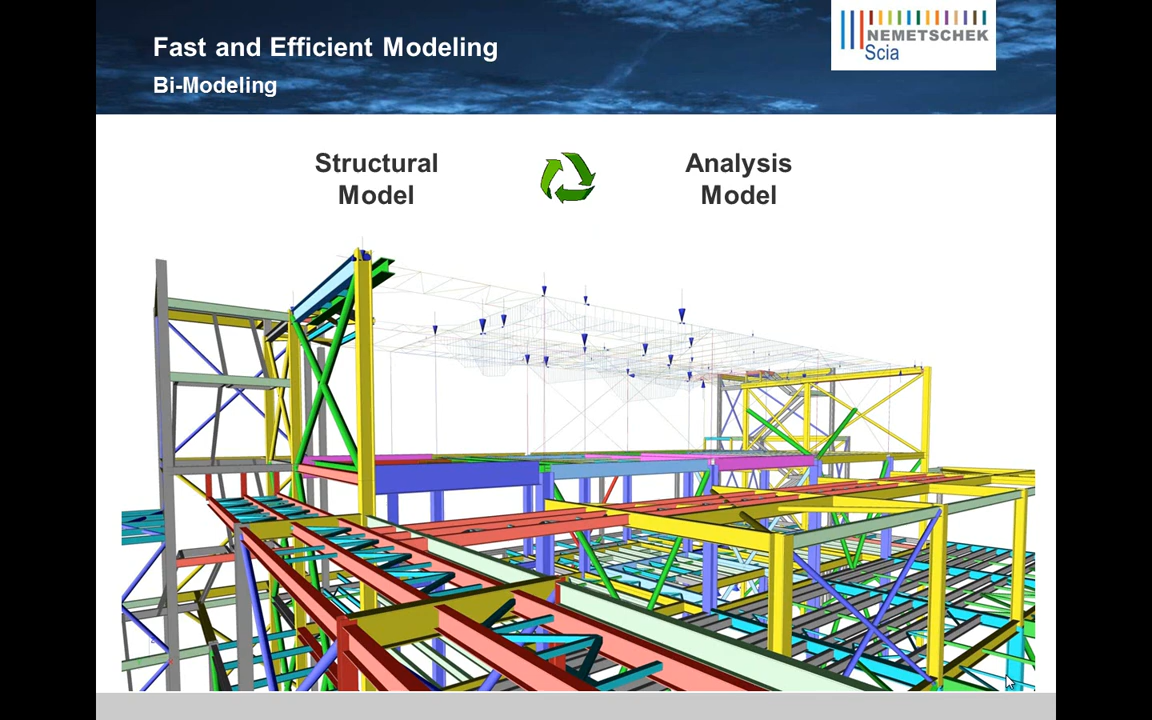 Fast and Efficient Modeling
Bi-Modeling
NEMETSCHEK
Scia
Structural
Model
Analysis
Model